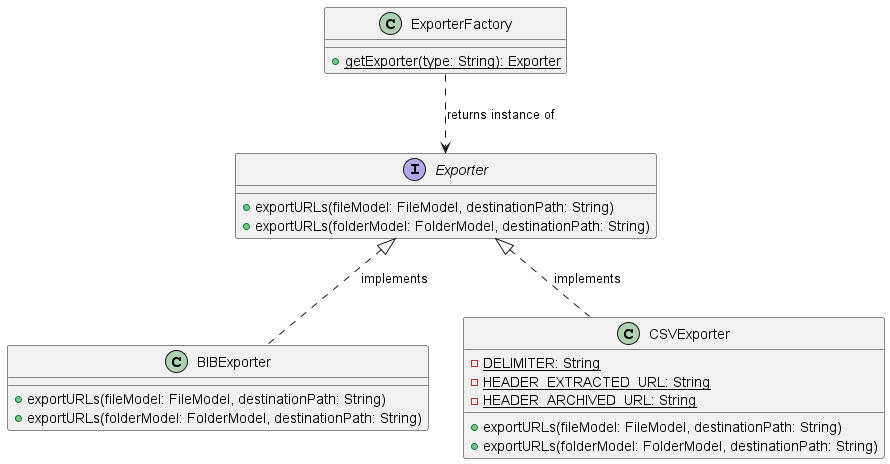 C ExporterFactory
getExporter(type: String): Exporter
returns instance of
I Exporter
exportURLs(fileModel: FileModel, destinationPath: String)
exportURLs(folderModel: FolderModel, destinationPath: String)
implements
implements
C BIBExporter
exportURLs(fileModel: FileModel, destinationPath: String)
exportURLs(folderModel: FolderModel, destinationPath: String)
C CSVExporter
DELIMITER: String
HEADER_EXTRACTED_URL: String
HEADER_ARCHIVED_URL: String
exportURLs(fileModel: FileModel, destinationPath: String)
exportURLs(folderModel: FolderModel, destinationPath: String)